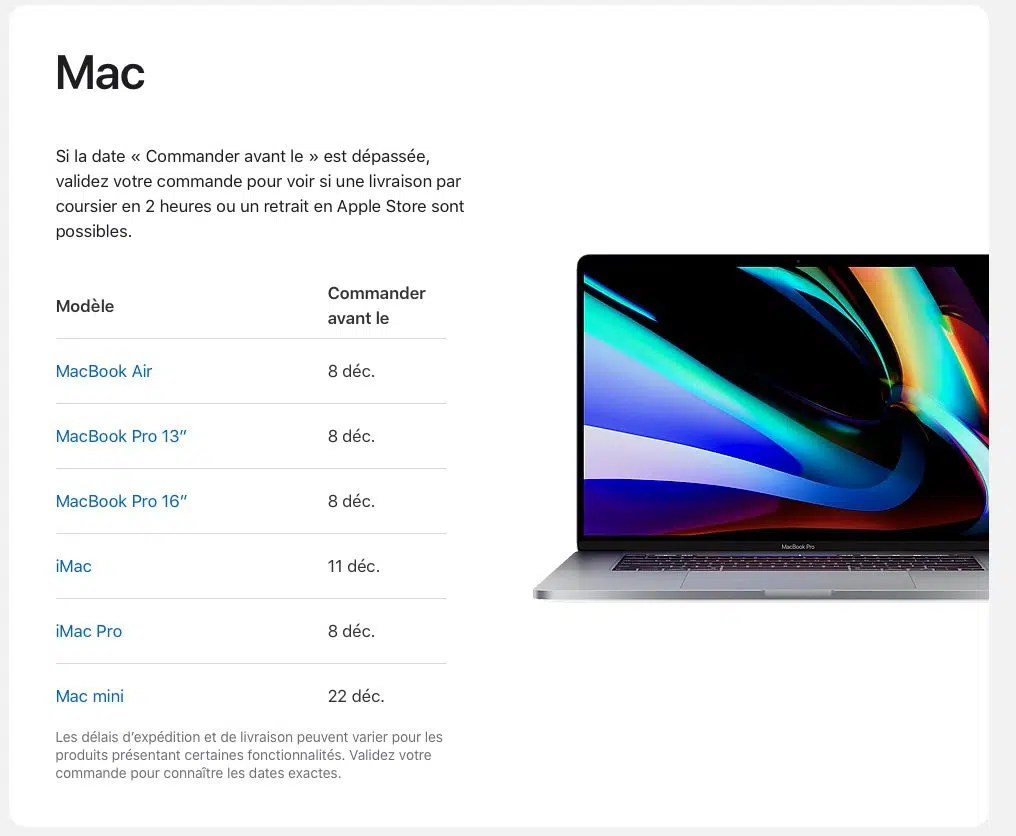 Mac
Si la date « Commander avant le » est dépassée,
validez votre commande pour voir si une livraison par
coursier en 2 heures ou un retrait en Apple Store sont
possibles.
Modèle
Commander
avant le
MacBook Air 8 déc.
MacBook Pro 13” 8 déc.
MacBook Pro 16” 8 déc.
iMac 11 déc.
iMac Pro 8 déc.
Mac mini 22 déc.
Les délais d’expédition et de livraison peuvent varier pour les
produits présentant certaines fonctionnalités. Validez votre
commande pour connaître les dates exactes.
MacBook Pro